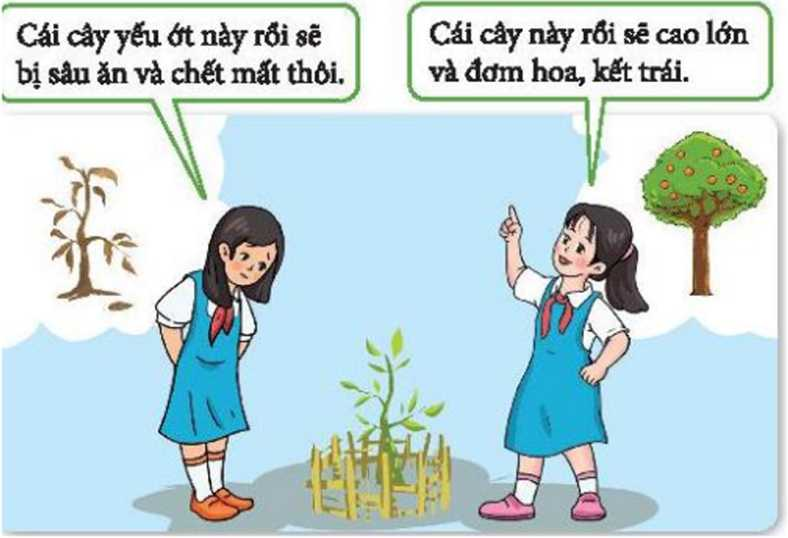 Cái cây yếu ớt này rồi sẽ
bị sâu ăn và chết mất thôi.
Cái cây này rồi sẽ cao lớn
và đơm hoa, kết trái.